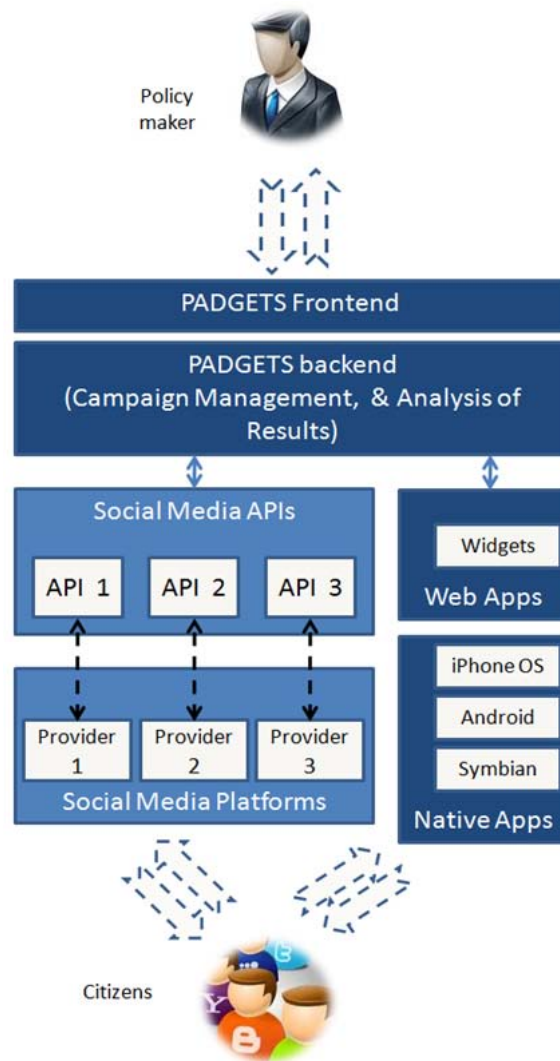 Policy
maker
PADGETS Frontend
PADGETS backend
(Campaign Management, & Analysis of
Results)
Social Media APIs
API 1
API 2
API 3
Widgets
Web Apps
Provider
1
Provider
2
Provider
3
Social Media Platforms
iPhone OS
Android
Symbian
Native Apps
Citizens